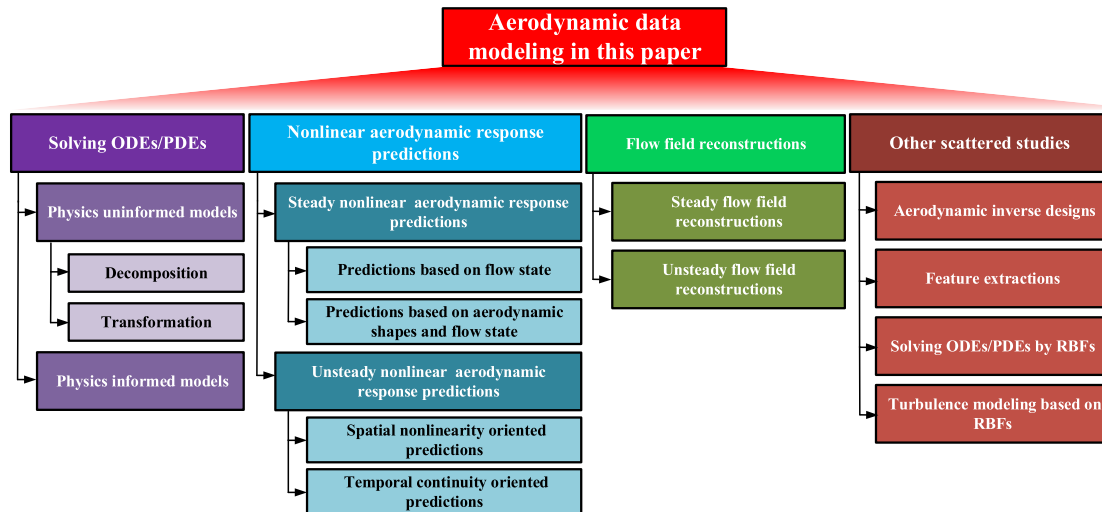 Aerodynamic data
modeling in this paper
Solving ODEs/PDEs
Physics uninformed models
Decomposition
Transformation
Physics informed models
Nonlinear aerodynamic response
predictions
Steady nonlinear aerodynamic response
predictions
Predictions based on flow state
Predictions based on aerodynamic
shapes and flow state
Unsteady nonlinear aerodynamic
response predictions
Spatial nonlinearity oriented
predictions
Temporal continuity oriented
predictions
Flow field reconstructions
Steady flow field
reconstructions
Unsteady flow field
reconstructions
Other scattered studies
Aerodynamic inverse designs
Feature extractions
Solving ODEs/PDEs by RBFs
Turbulence modeling based on
RBFs